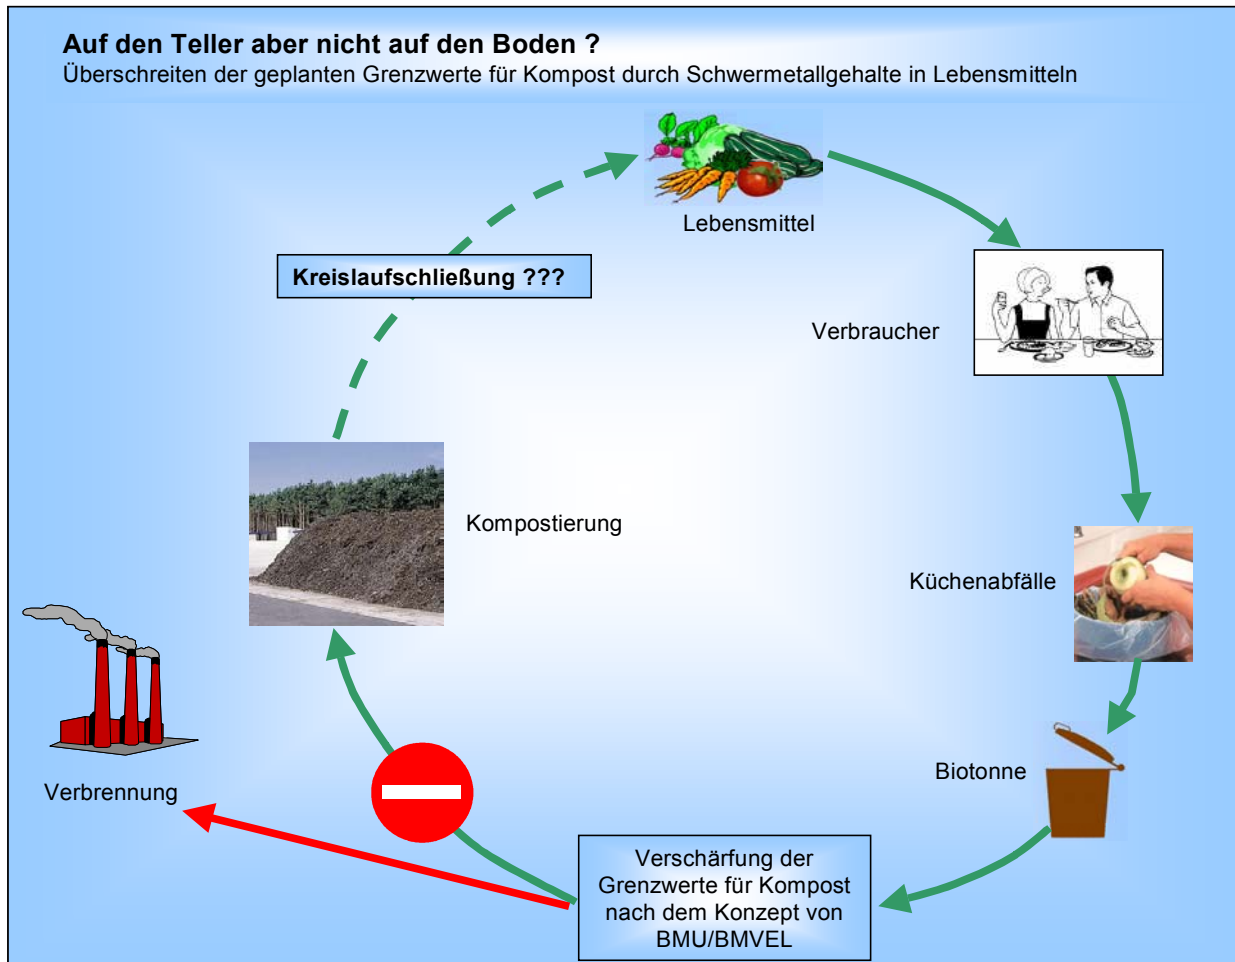 Auf den Teller aber nicht auf den Boden ?
Überschreiten der geplanten Grenzwerte für Kompost durch Schwermetallgehalte in Lebensmitteln
Lebensmittel
Kreislaufschließung ???
Verbraucher
Kompostierung
Küchenabfälle
Biotonne
Verbrennung
Verschärfung der
Grenzwerte für Kompost
nach dem Konzept von
BMU/BMVEL